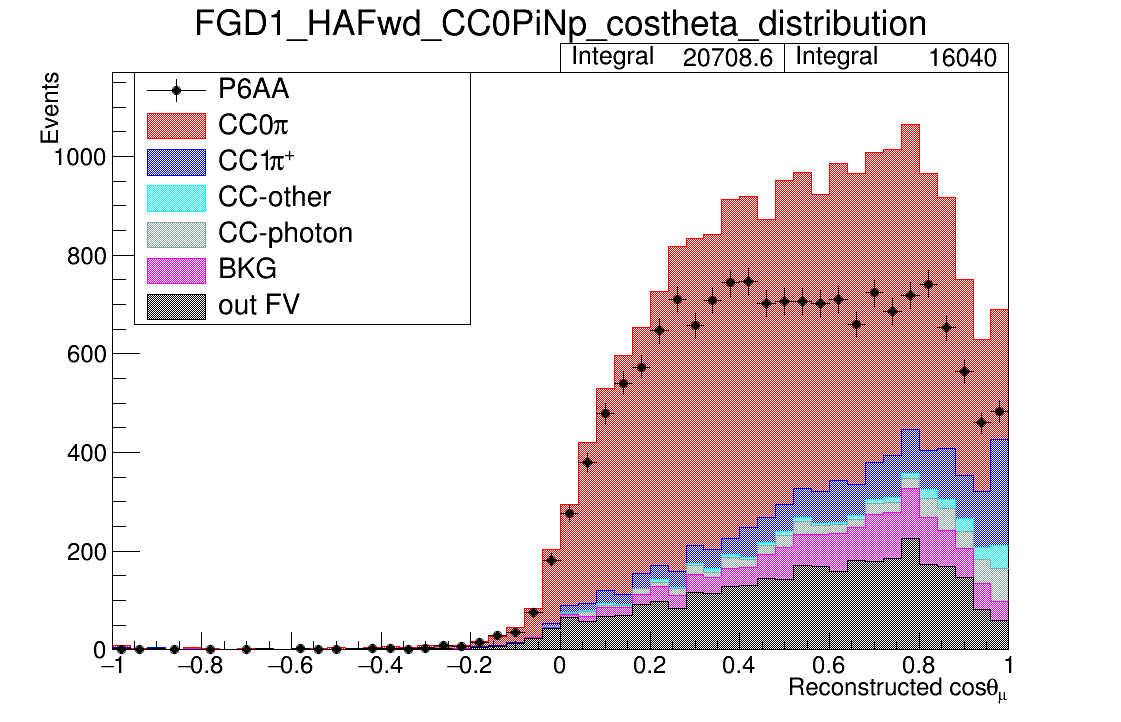 FGD1_HAFwd_CC0PiNp_costheta_distribution
Integral 20708.6 Integral 16040
Events
P6AA
CC0π
CC1π⁺
CC-other
CC-photon
BKG
out FV
1000
800
600
400
200
0
−1 −0.8 −0.6 −0.4 −0.2 0 0.2 0.4 0.6 0.8 1
Reconstructed cosθμ